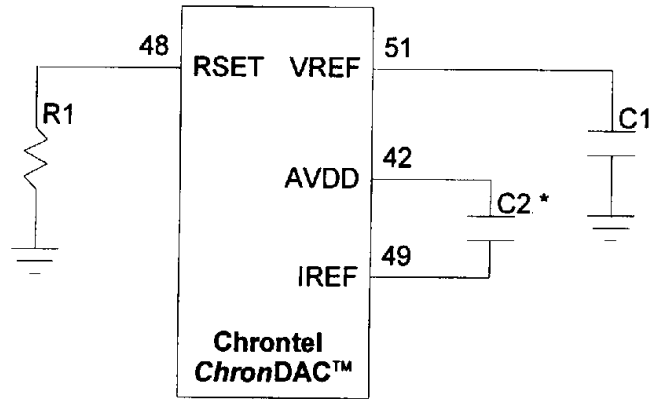 48
RSET
VREF
51
R1
C1
42
AVDD
C2 *
49
IREF
Chrontel
ChronDAC™